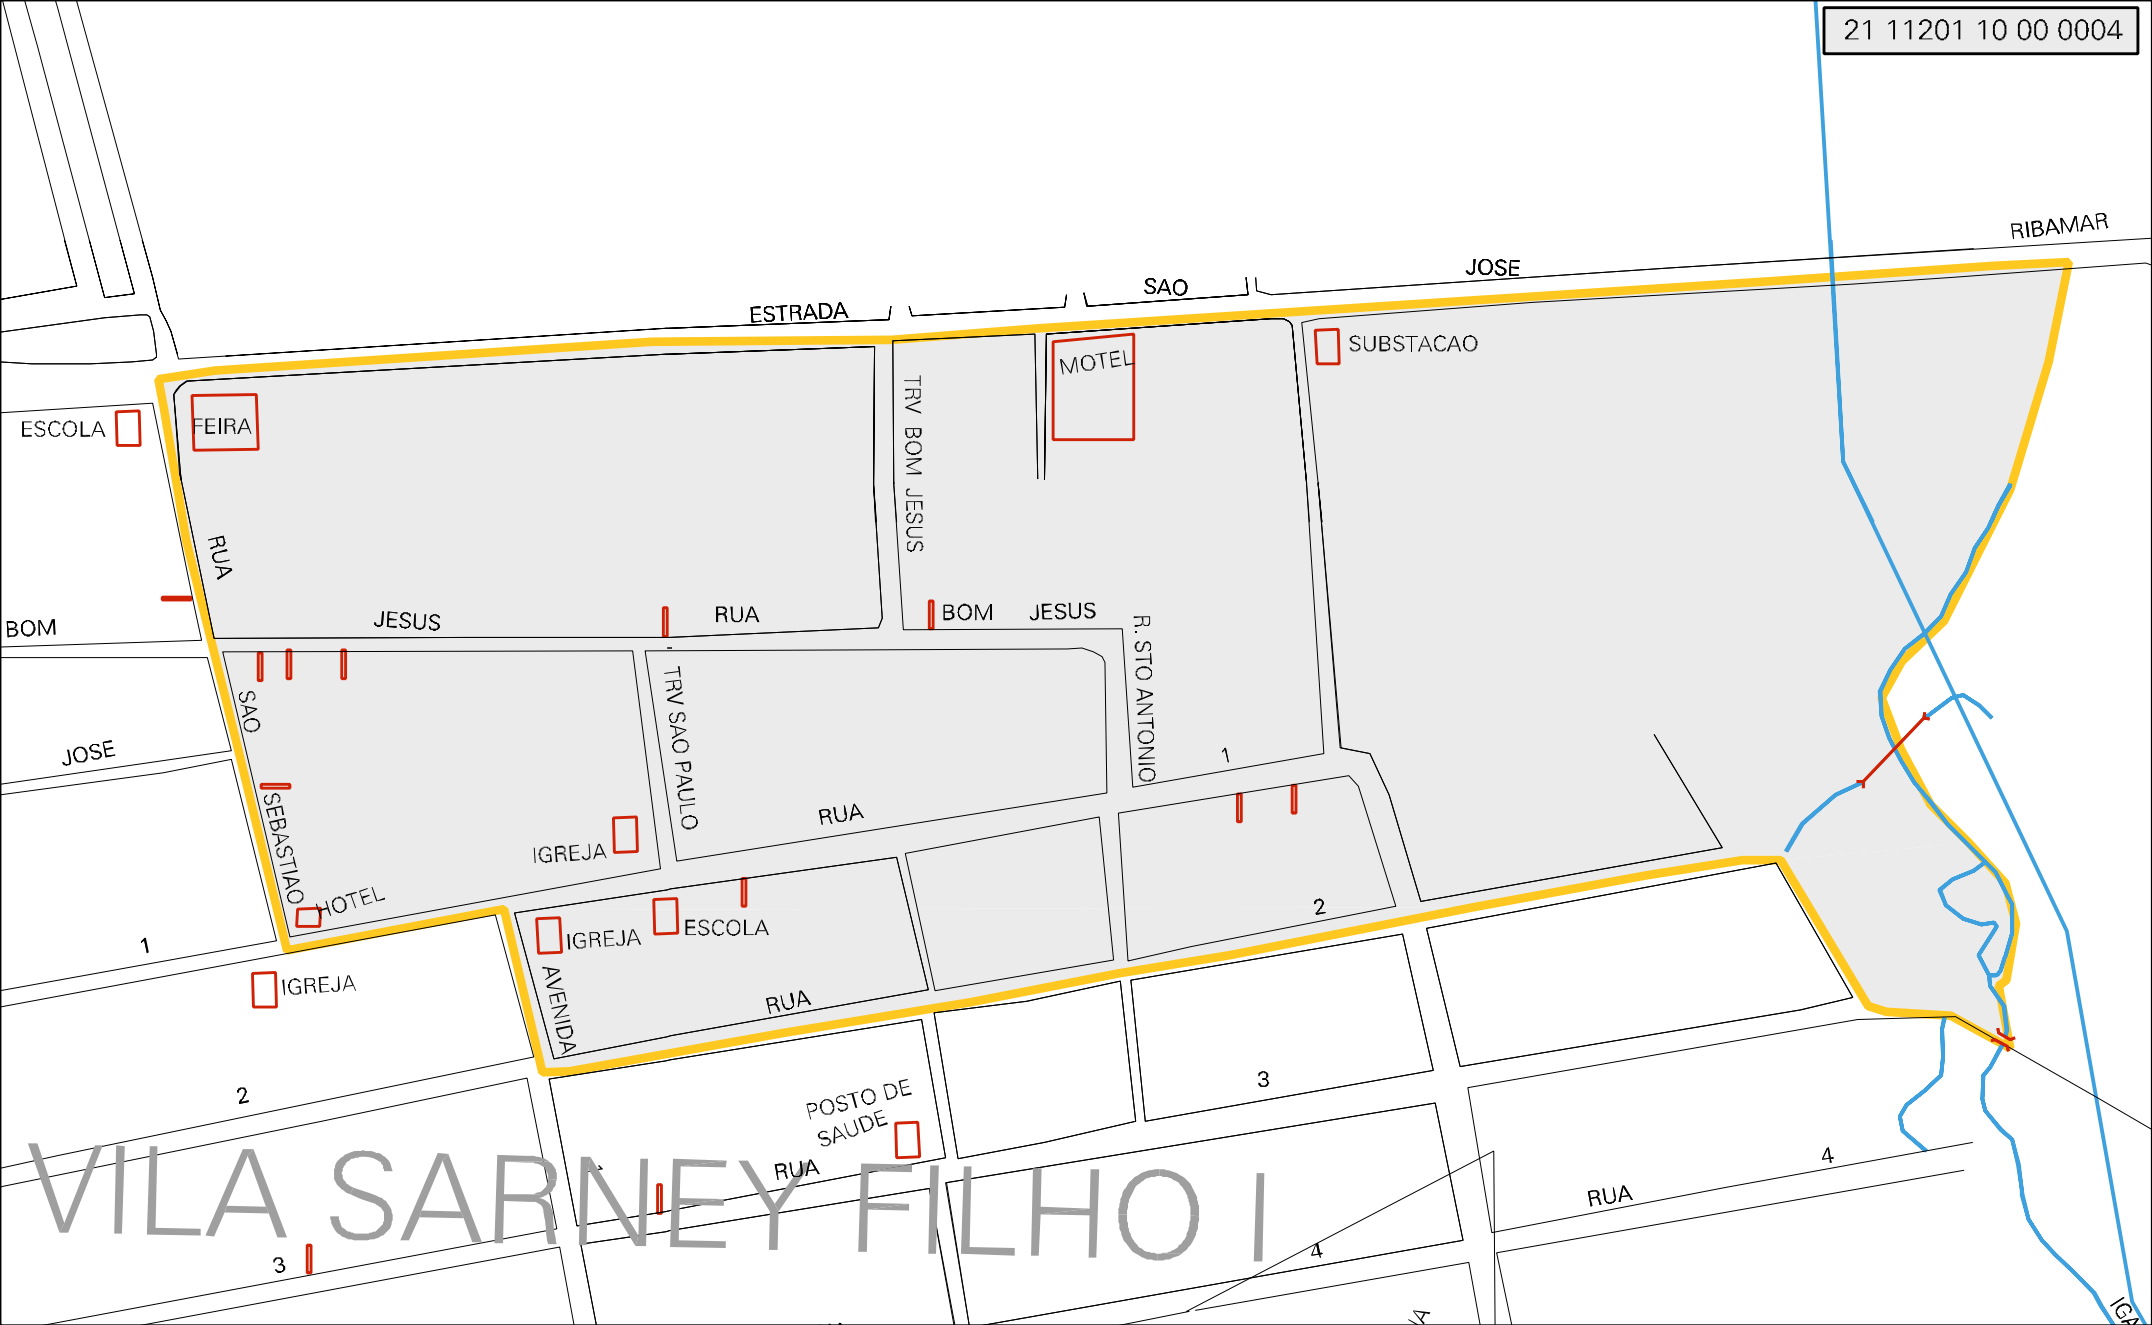 21 11201 10 00 0004
RIBAMAR
JOSE
SAO
ESTRADA
SUBSTACAO
MOTEL
TRV BOM JESUS
FEIRA
ESCOLA
RUA
JESUS
RUA
BOM JESUS
BOM
R. STO ANTONIO
TRV SAO PAULO
SAO
JOSE
1
SEBASTIAO
RUA
IGREJA
HOTEL
2
ESCOLA
IGREJA
1
IGREJA
AVENIDA
RUA
3
2
POSTO DE
SAUDE
RUA
4
RUA
VILA SARNEY FILHO I
4
3